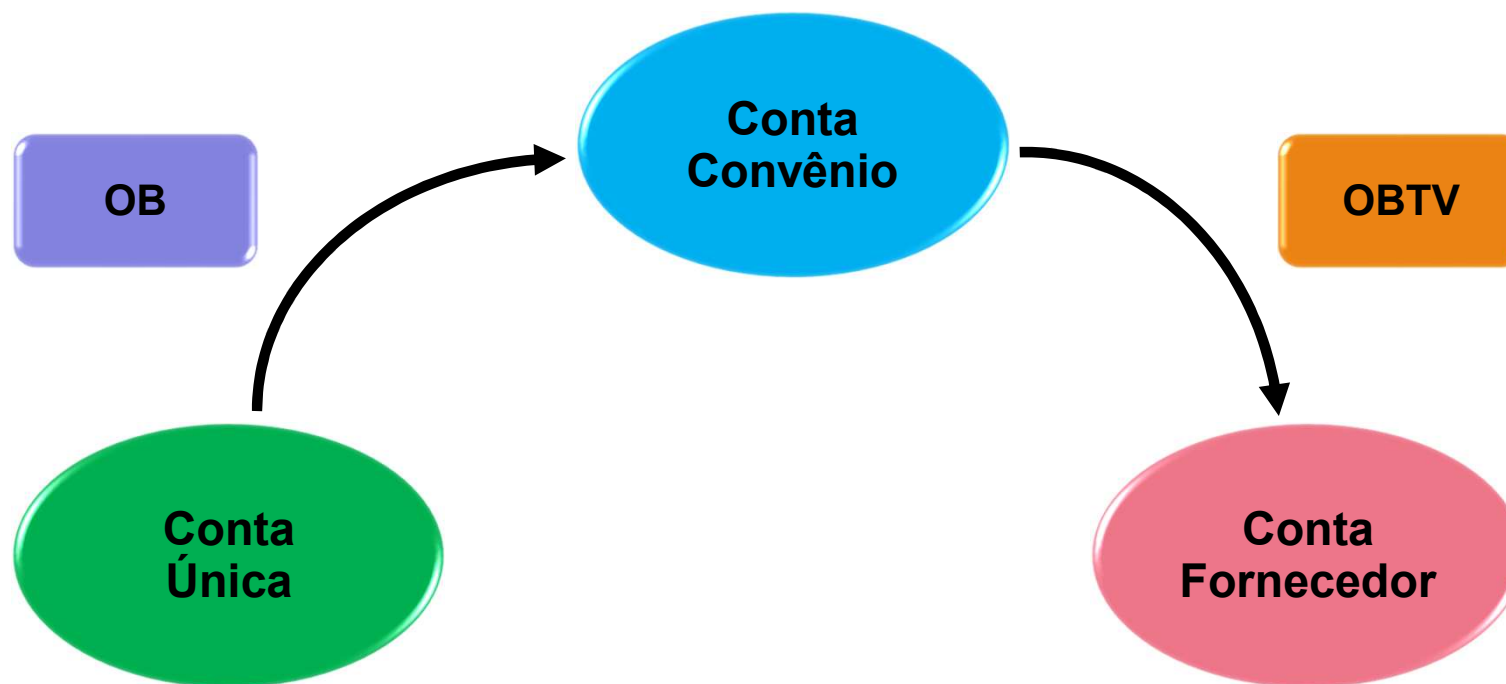 Conta
Convênio
OB
OBTV
Conta
Única
Conta
Fornecedor